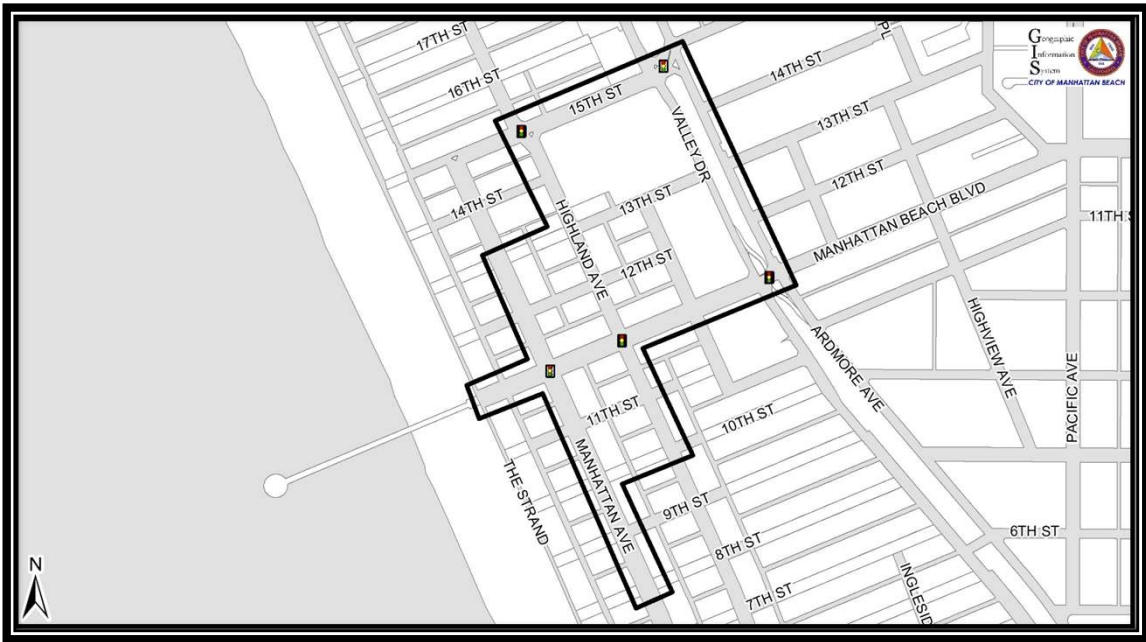 17TH ST
16TH ST
15TH ST
14TH ST
14TH ST
PL
13TH ST
13TH ST
12TH ST
12TH ST
VALLEY DR
HIGHLAND AVE
MANHATTAN BEACH BLVD
11TH S
11TH ST
10TH ST
9TH ST
8TH ST
7TH ST
6TH ST
THE STRAND
MANHATTAN AVE
ARDMORE AVE
HIGHVIEW AVE
PACIFIC AVE
INGLESID
N
Geographic
Information
System
CITY OF MANHATTAN BEACH